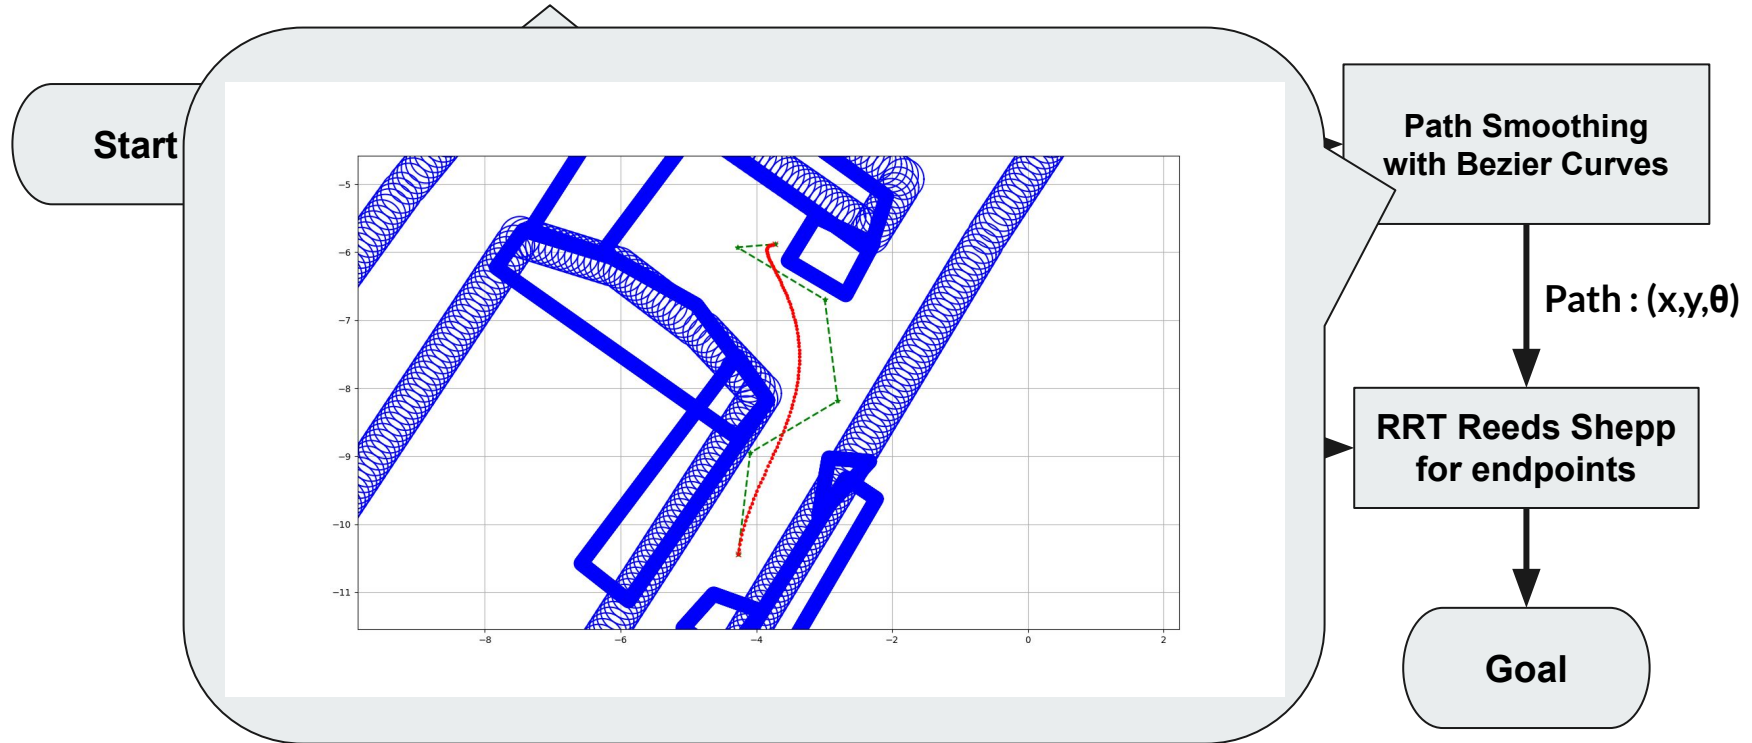 Start
Path Smoothing
with Bezier Curves
Path : (x,y,θ)
RRT Reeds Shepp
for endpoints
Goal
−5
−6
−7
−8
−9
−10
−11
−8
−6
−4
−2
0
2